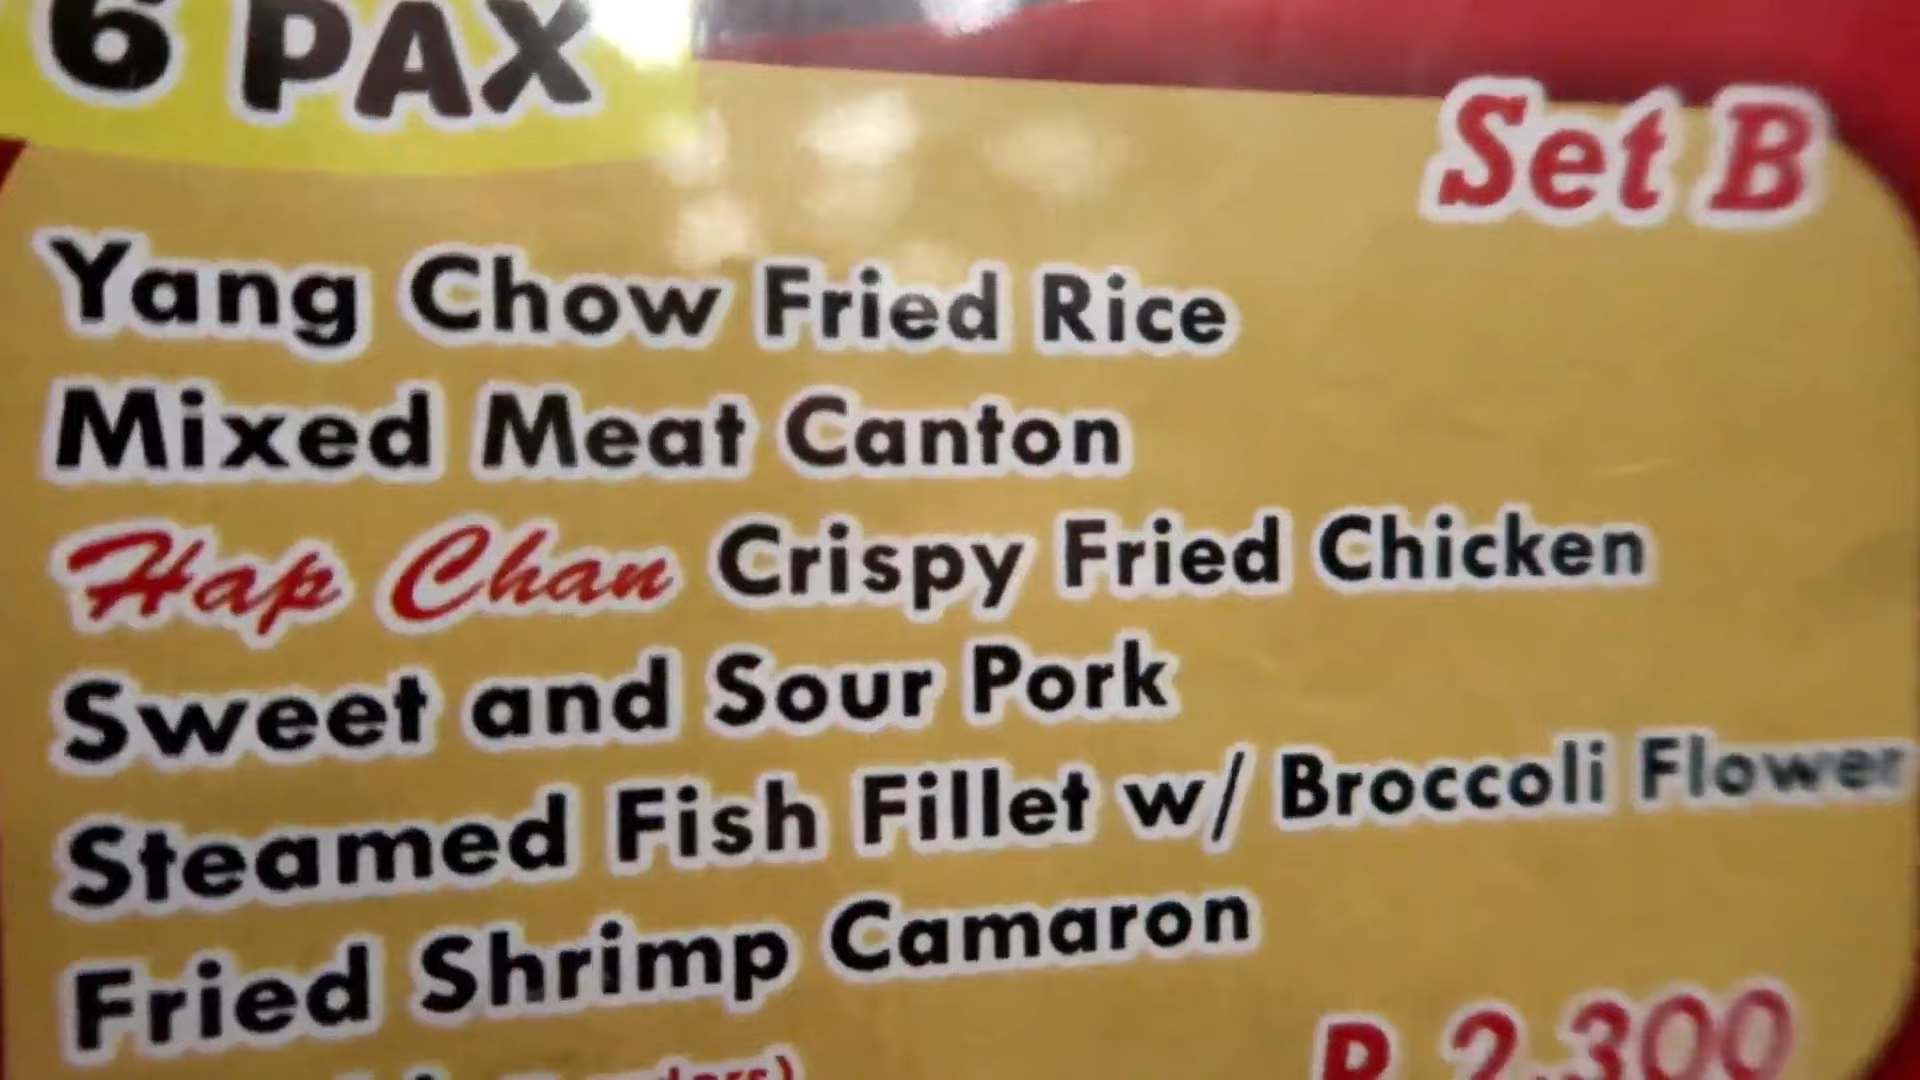 6 PAX
Set B
Yang Chow Fried Rice
Mixed Meat Canton
Hap Chan Crispy Fried Chicken
Sweet and Sour Pork
Steamed Fish Fillet w/ Broccoli Flower
Fried Shrimp Camaron
P 2,300